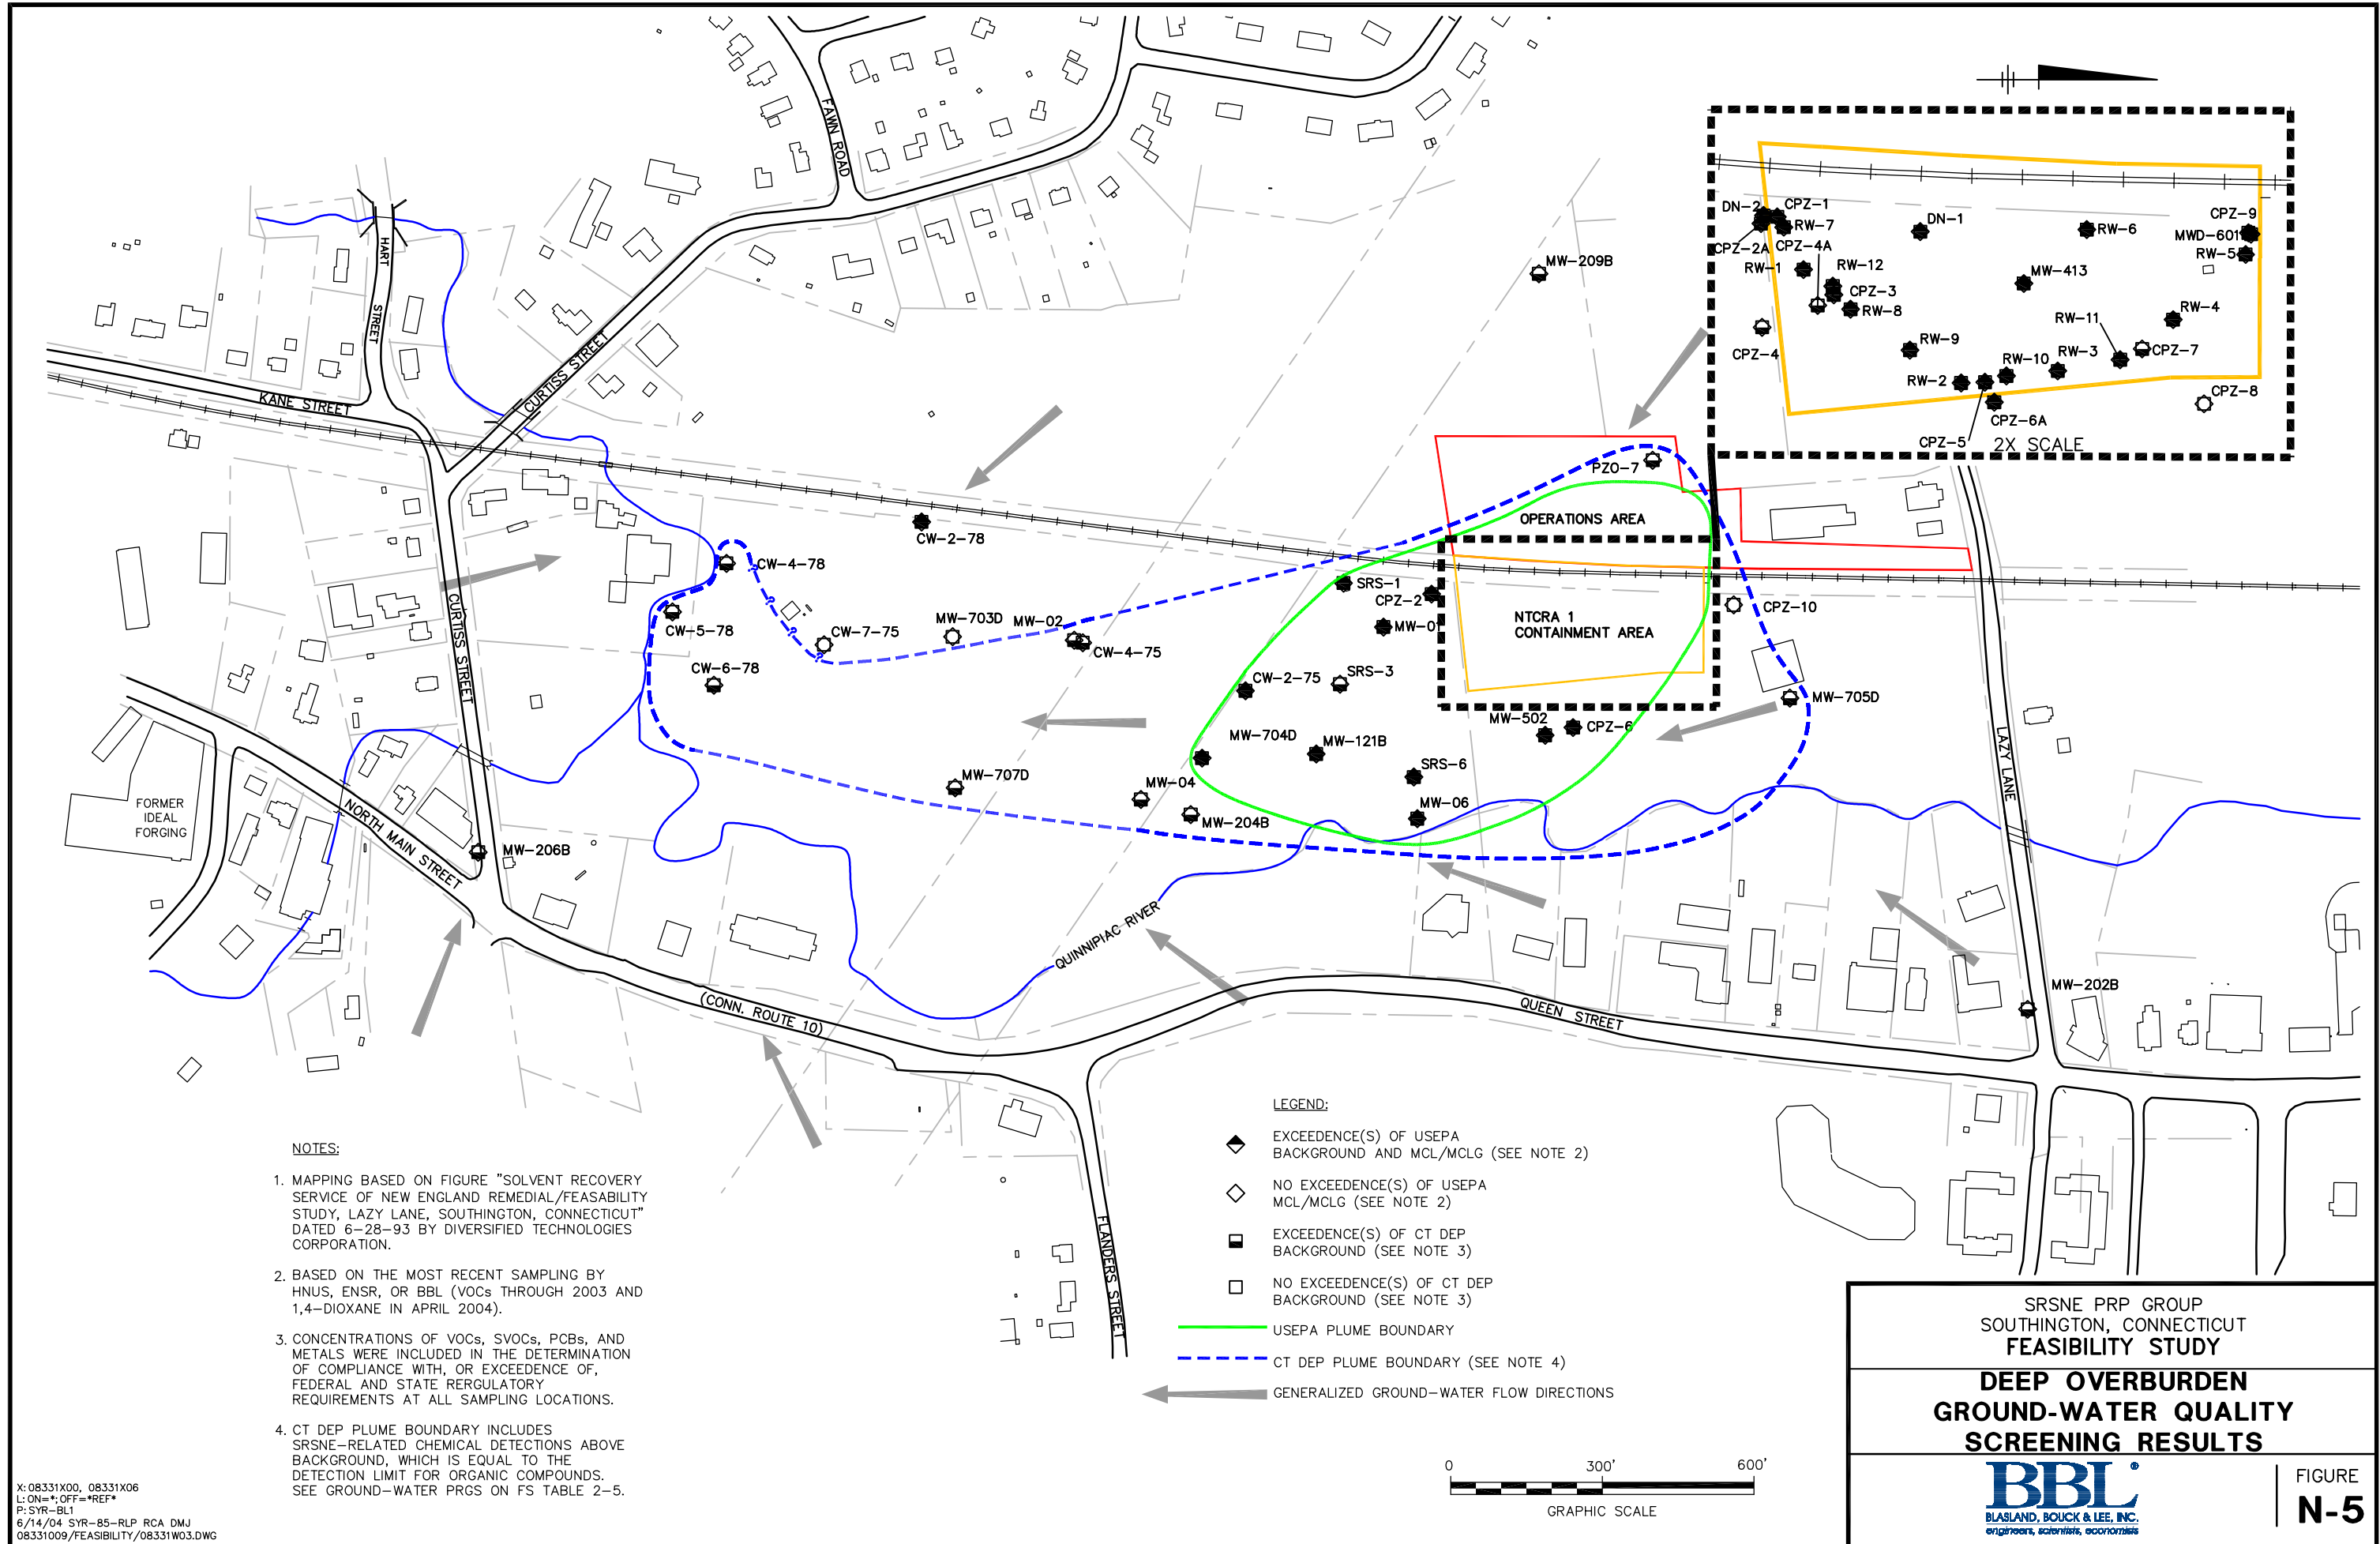 FAWN ROAD
HART
STREET
KANE STREET
CURTISS STREET
CURTISS STREET
NORTH MAIN STREET
FORMER
IDEAL
FORGING
(CONN. ROUTE 10)
QUINNIPIAC RIVER
QUEEN STREET
FLANDERS STREET
LAZY LANE
MW-209B
PZO-7
OPERATIONS AREA
NTCRA 1
CONTAINMENT AREA
CW-2-78
CW-4-78
CW-5-78
CW-6-78
CW-7-75
MW-703D
MW-02
CW-4-75
SRS-1
CPZ-2
MW-01
CW-2-75
SRS-3
MW-704D
MW-121B
MW-502
CPZ-6
SRS-6
MW-06
MW-04
MW-204B
MW-707D
MW-206B
CPZ-10
MW-705D
MW-202B
?
?
?
?
DN-2
CPZ-1
RW-7
CPZ-2A
CPZ-4A
RW-1
RW-12
CPZ-3
RW-8
CPZ-4
DN-1
RW-6
CPZ-9
MWD-601
RW-5
MW-413
RW-4
RW-11
CPZ-7
RW-9
RW-10
RW-3
RW-2
CPZ-8
CPZ-6A
CPZ-5
2X SCALE
NOTES:
1. MAPPING BASED ON FIGURE "SOLVENT RECOVERY
SERVICE OF NEW ENGLAND REMEDIAL/FEASABILITY
STUDY, LAZY LANE, SOUTHINGTON, CONNECTICUT"
DATED 6-28-93 BY DIVERSIFIED TECHNOLOGIES
CORPORATION.
2. BASED ON THE MOST RECENT SAMPLING BY
HNUS, ENSR, OR BBL (VOCs THROUGH 2003 AND
1,4-DIOXANE IN APRIL 2004).
3. CONCENTRATIONS OF VOCs, SVOCs, PCBs, AND
METALS WERE INCLUDED IN THE DETERMINATION
OF COMPLIANCE WITH, OR EXCEEDENCE OF,
FEDERAL AND STATE RERGULATORY
REQUIREMENTS AT ALL SAMPLING LOCATIONS.
4. CT DEP PLUME BOUNDARY INCLUDES
SRSNE-RELATED CHEMICAL DETECTIONS ABOVE
BACKGROUND, WHICH IS EQUAL TO THE
DETECTION LIMIT FOR ORGANIC COMPOUNDS.
SEE GROUND-WATER PRGS ON FS TABLE 2-5.
LEGEND:
EXCEEDENCE(S) OF USEPA
BACKGROUND AND MCL/MCLG (SEE NOTE 2)
NO EXCEEDENCE(S) OF USEPA
MCL/MCLG (SEE NOTE 2)
EXCEEDENCE(S) OF CT DEP
BACKGROUND (SEE NOTE 3)
NO EXCEEDENCE(S) OF CT DEP
BACKGROUND (SEE NOTE 3)
USEPA PLUME BOUNDARY
CT DEP PLUME BOUNDARY (SEE NOTE 4)
GENERALIZED GROUND-WATER FLOW DIRECTIONS
0 300' 600'
GRAPHIC SCALE
SRSNE PRP GROUP
SOUTHINGTON, CONNECTICUT
FEASIBILITY STUDY
DEEP OVERBURDEN
GROUND-WATER QUALITY
SCREENING RESULTS
BBL®
BLASLAND, BOUCK & LEE, INC.
engineers, scientists, economists
FIGURE
N-5
X: 08331X00, 08331X06
L: ON=*; OFF=*REF*
P: SYR-BL1
6/14/04 SYR-85-RLP RCA DMJ
08331009/FEASIBILITY/08331W03.DWG